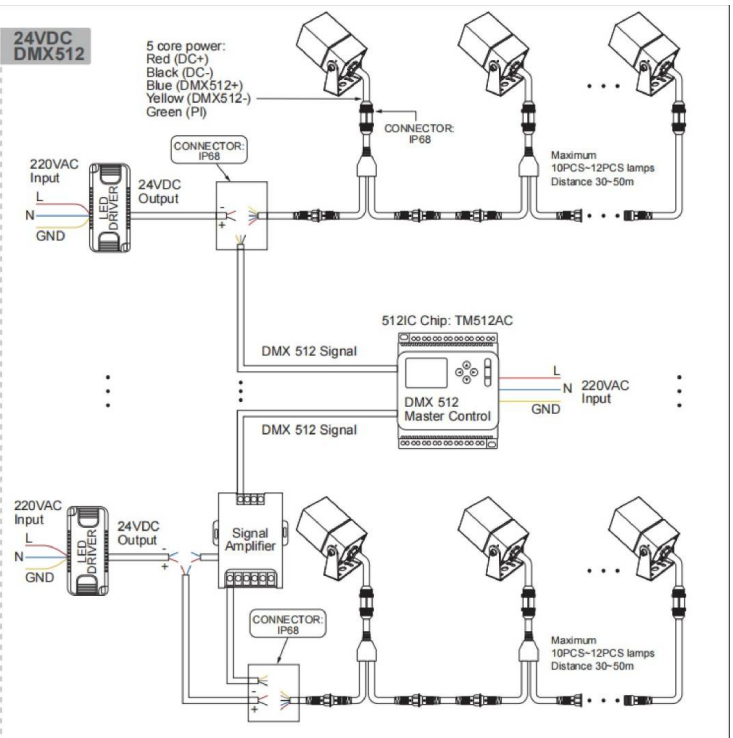 24VDC
DMX512
5 core power:
Red (DC+)
Black (DC-)
Blue (DMX512+)
Yellow (DMX512-)
Green (PI)
CONNECTOR:
IP68
CONNECTOR:
IP68
220VAC
Input
L
N
GND
LED
DRIVER
24VDC
Output
-
+
Maximum
10PCS~12PCS lamps
Distance 30~50m
512IC Chip: TM512AC
DMX 512 Signal
DMX 512
Master Control
L
N
GND
220VAC
Input
DMX 512 Signal
220VAC
Input
L
N
GND
LED
DRIVER
24VDC
Output
-
+
Signal
Amplifier
CONNECTOR:
IP68
-
+
Maximum
10PCS~12PCS lamps
Distance 30~50m